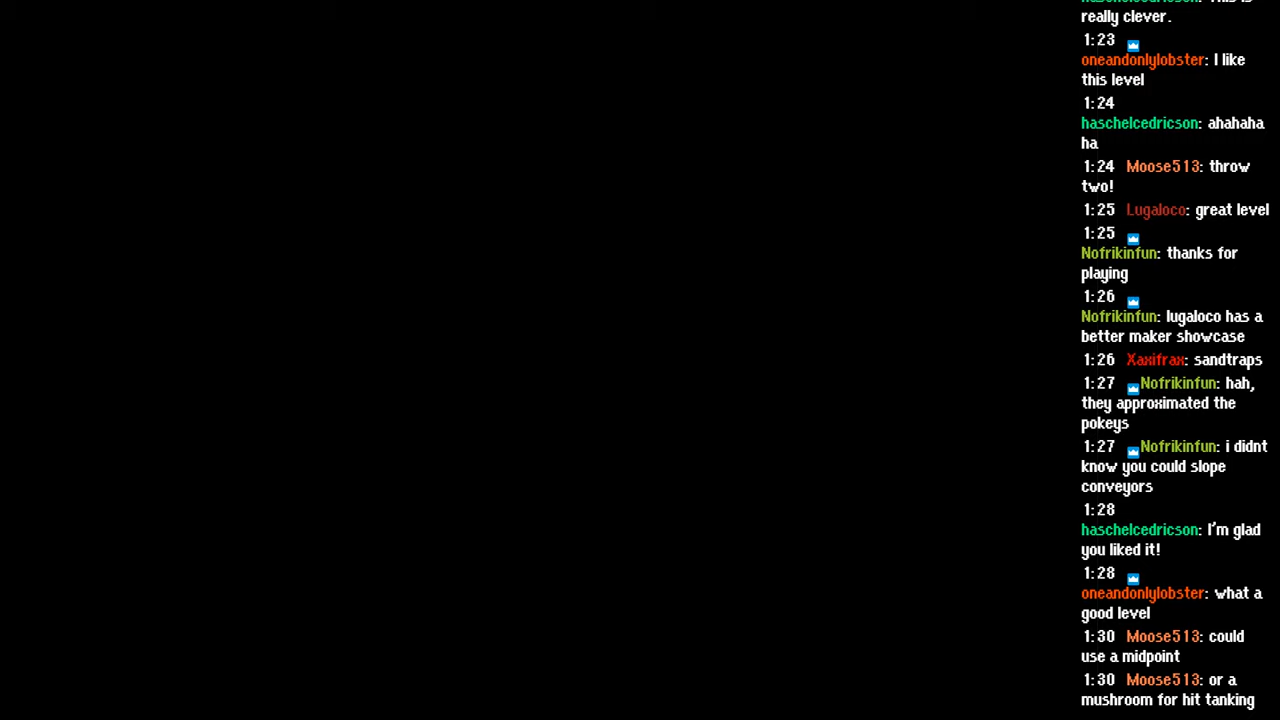 haschelcedricson: This is
really clever.
1:23
oneandonlylobster: I like
this level
1:24
haschelcedricson: ahahaha
ha
1:24 Moose513: throw
two!
1:25 Lugaloco: great level
1:25
Nofrikinfun: thanks for
playing
1:26
Nofrikinfun: lugaloco has a
better maker showcase
1:26 Xaxifrax: sandtraps
1:27 Nofrikinfun: hah,
they approximated the
pokeys
1:27 Nofrikinfun: i didnt
know you could slope
conveyors
1:28
haschelcedricson: I'm glad
you liked it!
1:28
oneandonlylobster: what a
good level
1:30 Moose513: could
use a midpoint
1:30 Moose513: or a
mushroom for hit tanking